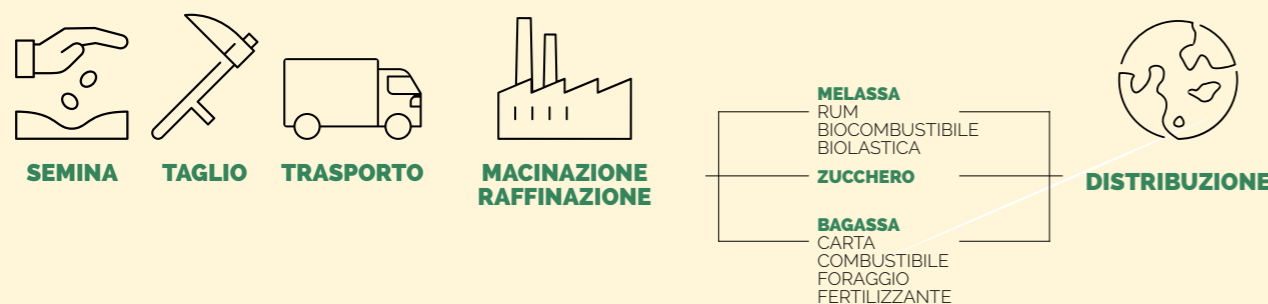 SEMINA
TAGLIO
TRASPORTO
MACINAZIONE
RAFFINAZIONE
MELASSA
RUM
BIOCOMBUSTIBILE
BIOLASTICA
ZUCCHERO
BAGASSA
CARTA
COMBUSTIBILE
FORAGGIO
FERTILIZZANTE
DISTRIBUZIONE